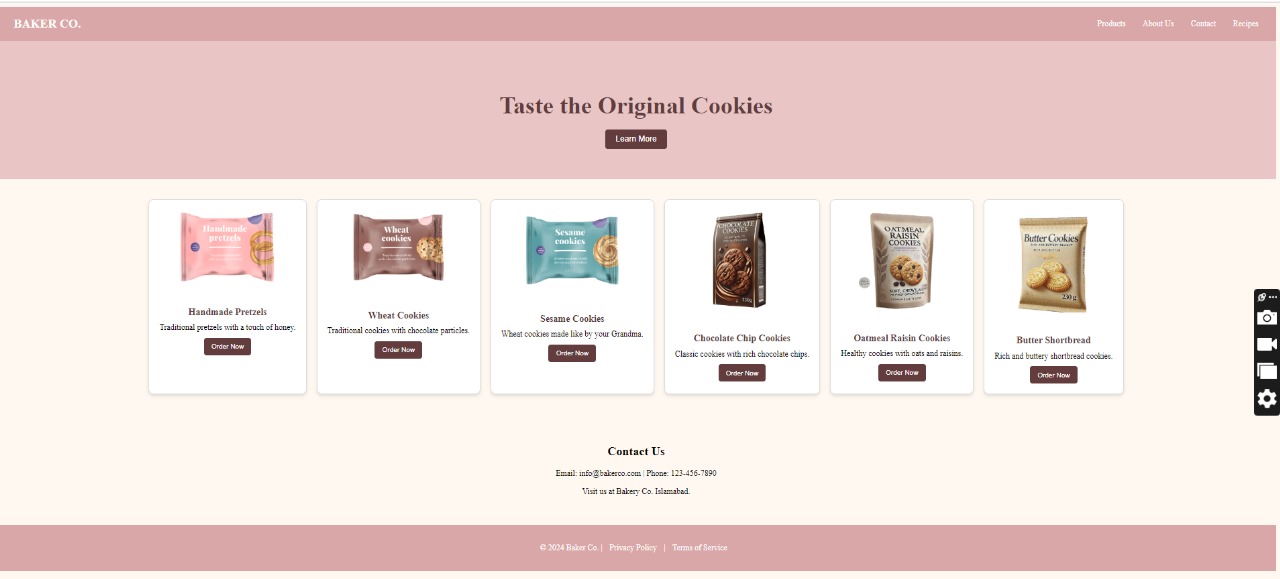 BAKER CO.
Products About Us Contact Recipes
Taste the Original Cookies
Learn More
Handmade
pretzels
Handmade Pretzels
Traditional pretzels with a touch of honey.
Order Now
Wheat
cookies
Wheat Cookies
Traditional cookies with chocolate particles.
Order Now
Sesame
cookies
Sesame Cookies
Wheat cookies made like by your Grandma.
Order Now
CHOCOLATE
COOKIES
Chocolate Chip Cookies
Classic cookies with rich chocolate chips.
Order Now
OATMEAL
RAISIN
COOKIES
Oatmeal Raisin Cookies
Healthy cookies with oats and raisins.
Order Now
Butter Cookies
230 g
Butter Shortbread
Rich and buttery shortbread cookies.
Order Now
Contact Us
Email: info@bakerco.com | Phone: 123-456-7890
Visit us at Bakery Co. Islamabad.
© 2024 Baker Co. | Privacy Policy | Terms of Service